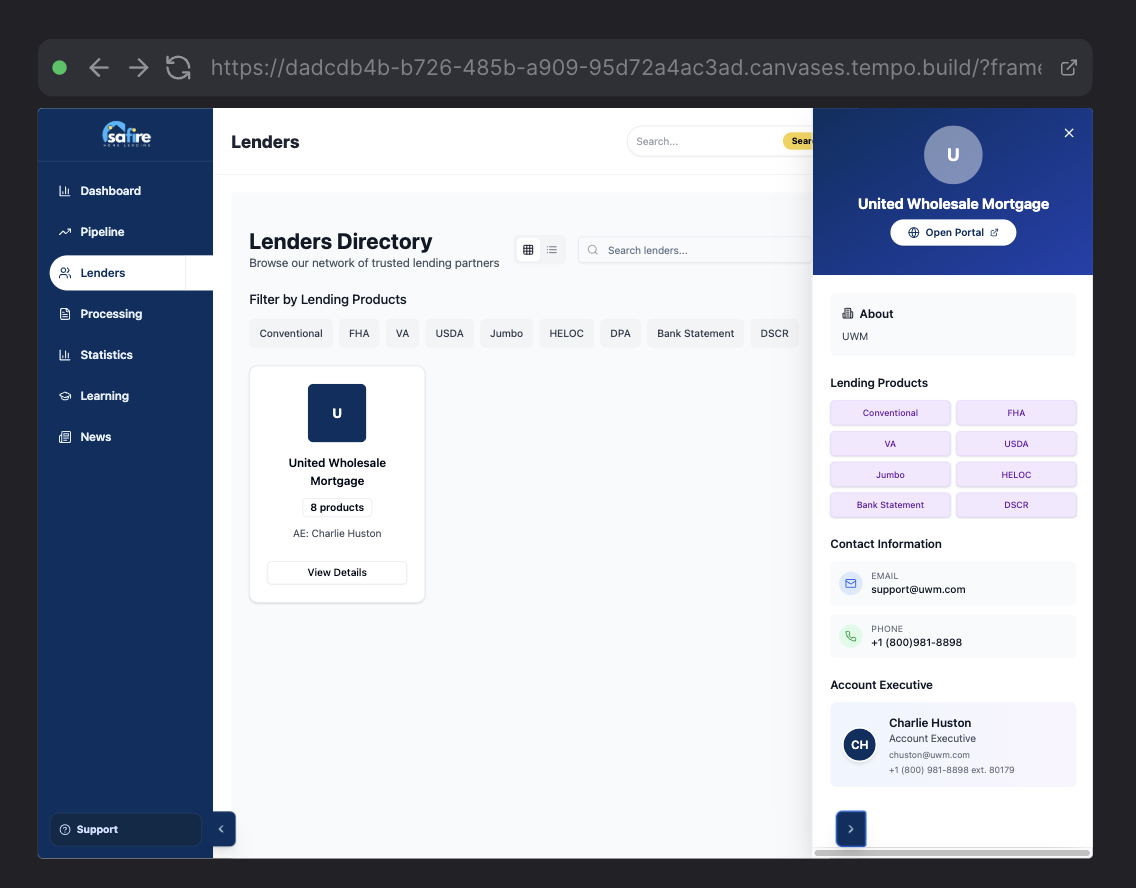 https://dadcdb4b-b726-485b-a909-95d72a4ac3ad.canvases.tempo.build/?frame
safire
HOME LENDING
Dashboard
Pipeline
Lenders
Processing
Statistics
Learning
News
Support
Lenders
Search...
Sear
Lenders Directory
Browse our network of trusted lending partners
Search lenders...
Filter by Lending Products
Conventional
FHA
VA
USDA
Jumbo
HELOC
DPA
Bank Statement
DSCR
U
United Wholesale
Mortgage
8 products
AE: Charlie Huston
View Details
U
United Wholesale Mortgage
Open Portal
About
UWM
Lending Products
Conventional
FHA
VA
USDA
Jumbo
HELOC
Bank Statement
DSCR
Contact Information
EMAIL
support@uwm.com
PHONE
+1 (800)981-8898
Account Executive
CH
Charlie Huston
Account Executive
chuston@uwm.com
+1 (800) 981-8898 ext. 80179